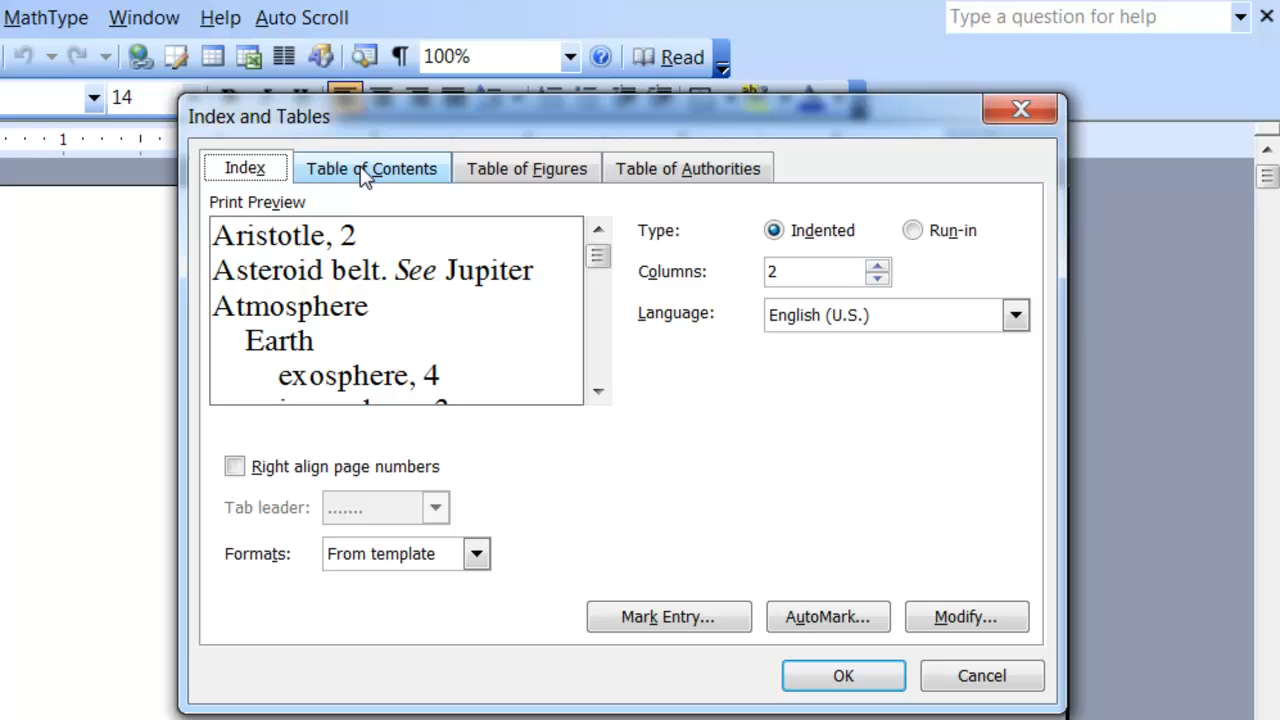 MathType Window Help Auto Scroll
Type a question for help
100%
Read
14
1
Index and Tables
Index Table of Contents Table of Figures Table of Authorities
Print Preview
Aristotle, 2
Asteroid belt. See Jupiter
Atmosphere
Earth
exosphere, 4
Type: Indented Run-in
Columns: 2
Language: English (U.S.)
Right align page numbers
Tab leader: .......
Formats: From template
Mark Entry... AutoMark... Modify...
OK Cancel